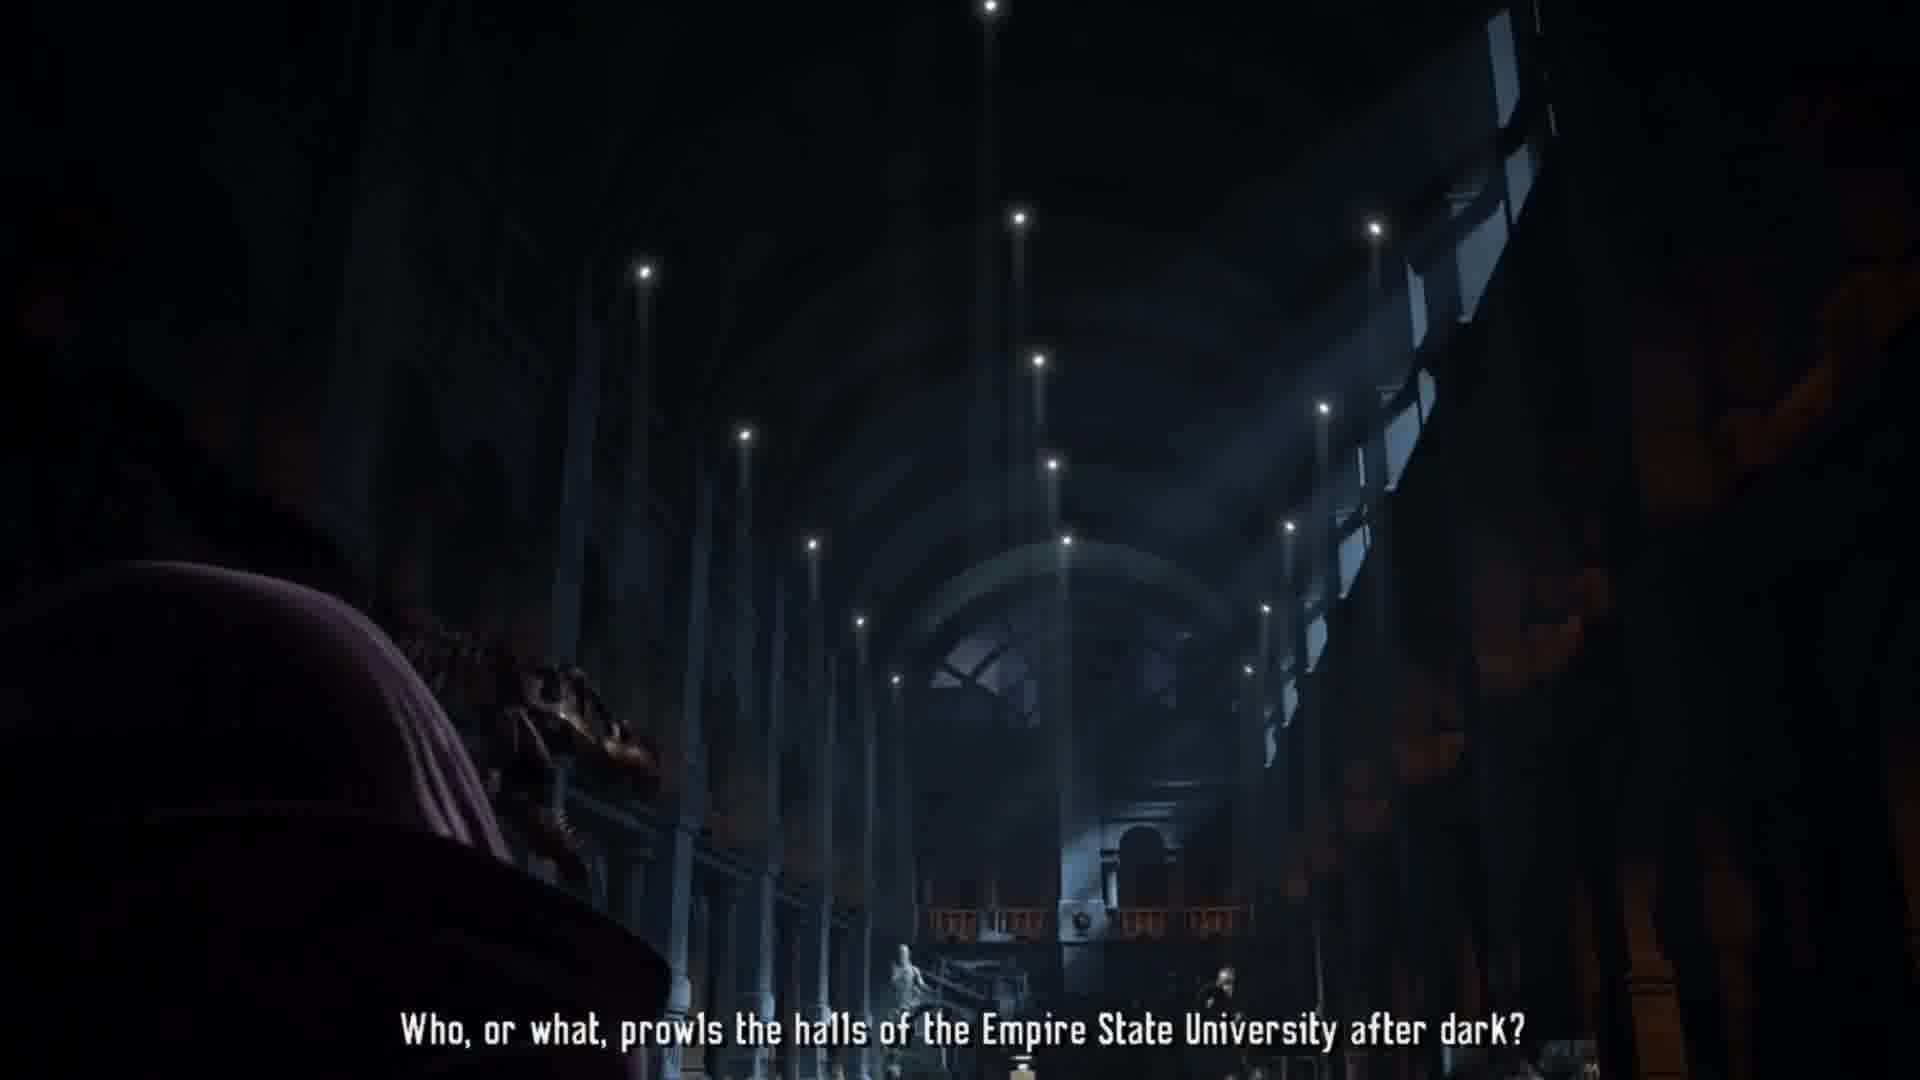 Who, or what, prowls the halls of the Empire State University after dark?